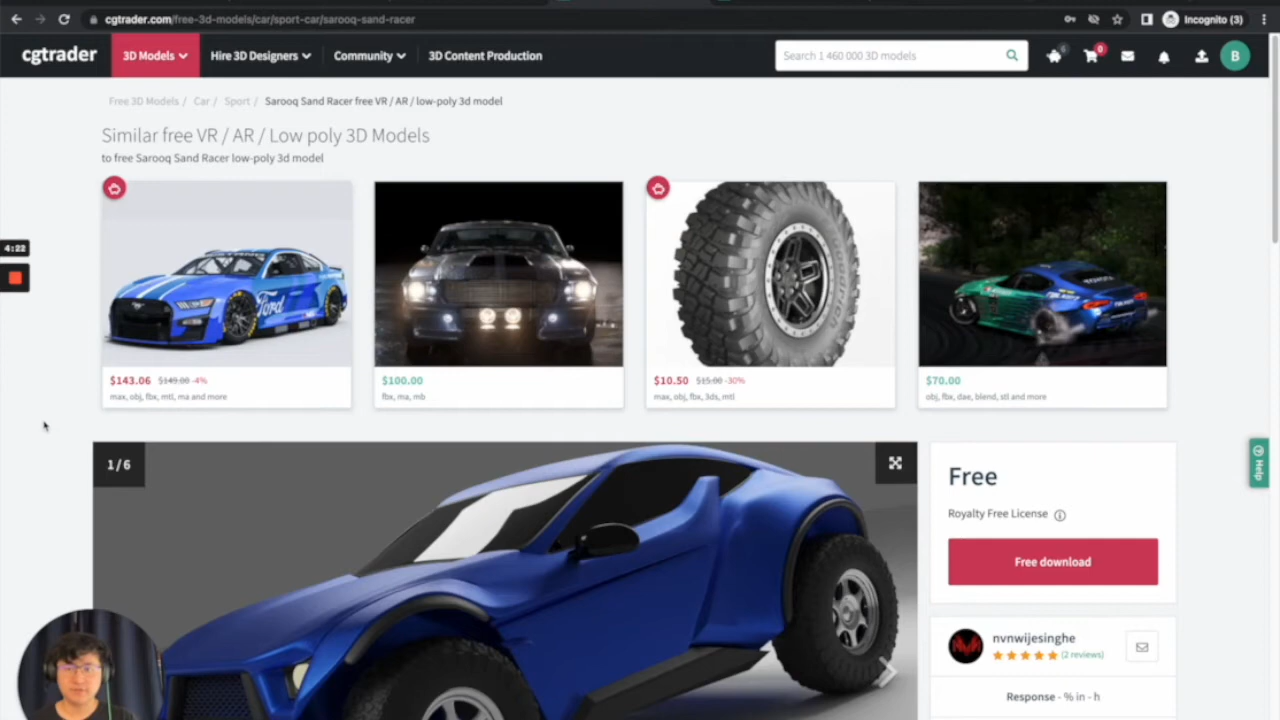 cgtrader.com/free-3d-models/car/sport-car/sarooq-sand-racer
Incognito (3)
cgtrader
3D Models
Hire 3D Designers
Community
3D Content Production
Search 1 460 000 3D models
0
B
Free 3D Models / Car / Sport / Sarooq Sand Racer free VR / AR / low-poly 3d model
Similar free VR / AR / Low poly 3D Models
to free Sarooq Sand Racer low-poly 3d model
4:22
Ford
TOYOTA
$143.06 $149.00 -4%
max, obj, fbx, mtl, ma and more
$100.00
fbx, ma, mb
$10.50 $15.00 -30%
max, obj, fbx, 3ds, mtl
$70.00
obj, fbx, dae, blend, stl and more
1/6
Free
Royalty Free License
Free download
Help
nvnwijesinghe
(2 reviews)
Response - % in - h